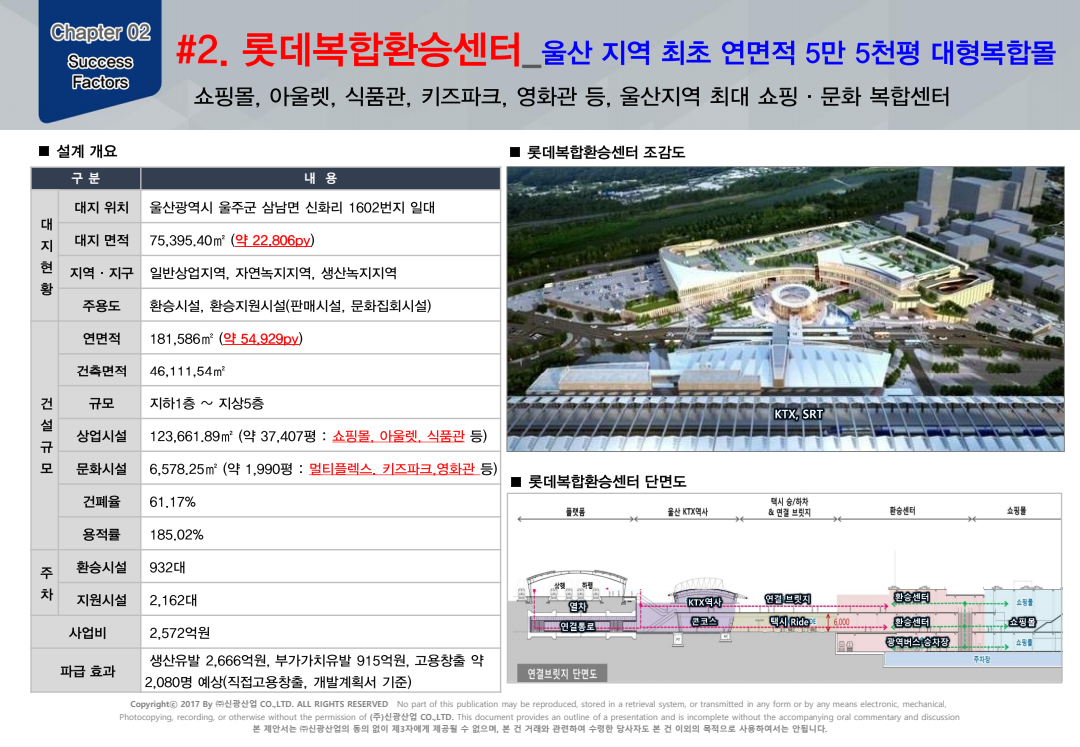 Chapter 02
Success
Factors
#2. 롯데복합환승센터_울산 지역 최초 연면적 5만 5천평 대형복합몰
쇼핑몰, 아울렛, 식품관, 키즈파크, 영화관 등, 울산지역 최대 쇼핑 · 문화 복합센터
■ 설계 개요
구 분 내 용
대지현황
대지 위치 울산광역시 울주군 삼남면 신화리 1602번지 일대
대지 면적 75,395.40㎡ (약 22,806py)
지역 · 지구 일반상업지역, 자연녹지지역, 생산녹지지역
주용도 환승시설, 환승지원시설(판매시설, 문화집회시설)
건설규모
연면적 181,586㎡ (약 54,929py)
건측면적 46,111,54㎡
규모 지하1층 ~ 지상5층
상업시설 123,661.89㎡ (약 37,407평 : 쇼핑몰, 아울렛, 식품관 등)
문화시설 6,578.25㎡ (약 1,990평 : 멀티플렉스, 키즈파크,영화관 등)
건폐율 61.17%
용적률 185.02%
주차
환승시설 932대
지원시설 2,162대
사업비 2,572억원
파급 효과 생산유발 2,666억원, 부가가치유발 915억원, 고용창출 약
2,080명 예상(직접고용창출, 개발계획서 기준)
■ 롯데복합환승센터 조감도
KTX, SRT
■ 롯데복합환승센터 단면도
플랫폼 울산 KTX역사 택시 승/하차
& 연결 브릿지 환승센터 쇼핑몰
상행 하행
열차 KTX역사 연결 브릿지 환승센터 쇼핑몰
연결통로 콘코스 택시 Ride 6,000 환승센터 쇼핑몰
광역버스 승차장 쇼핑몰
주차장
연결브릿지 단면도
Copyrightⓒ 2017 By ㈜신광산업 CO.,LTD. ALL RIGHTS RESERVED No part of this publication may be reproduced, stored in a retrieval system, or transmitted in any form or by any means electronic, mechanical,
Photocopying, recording, or otherwise without the permission of (주)신광산업 CO.,LTD. This document provides an outline of a presentation and is incomplete without the accompanying oral commentary and discussion
본 제안서는 ㈜신광산업의 동의 없이 제3자에게 제공될 수 없으며, 본 건 거래와 관련하여 수령한 당사자도 본 건 이외의 목적으로 사용하여서는 안됩니다.